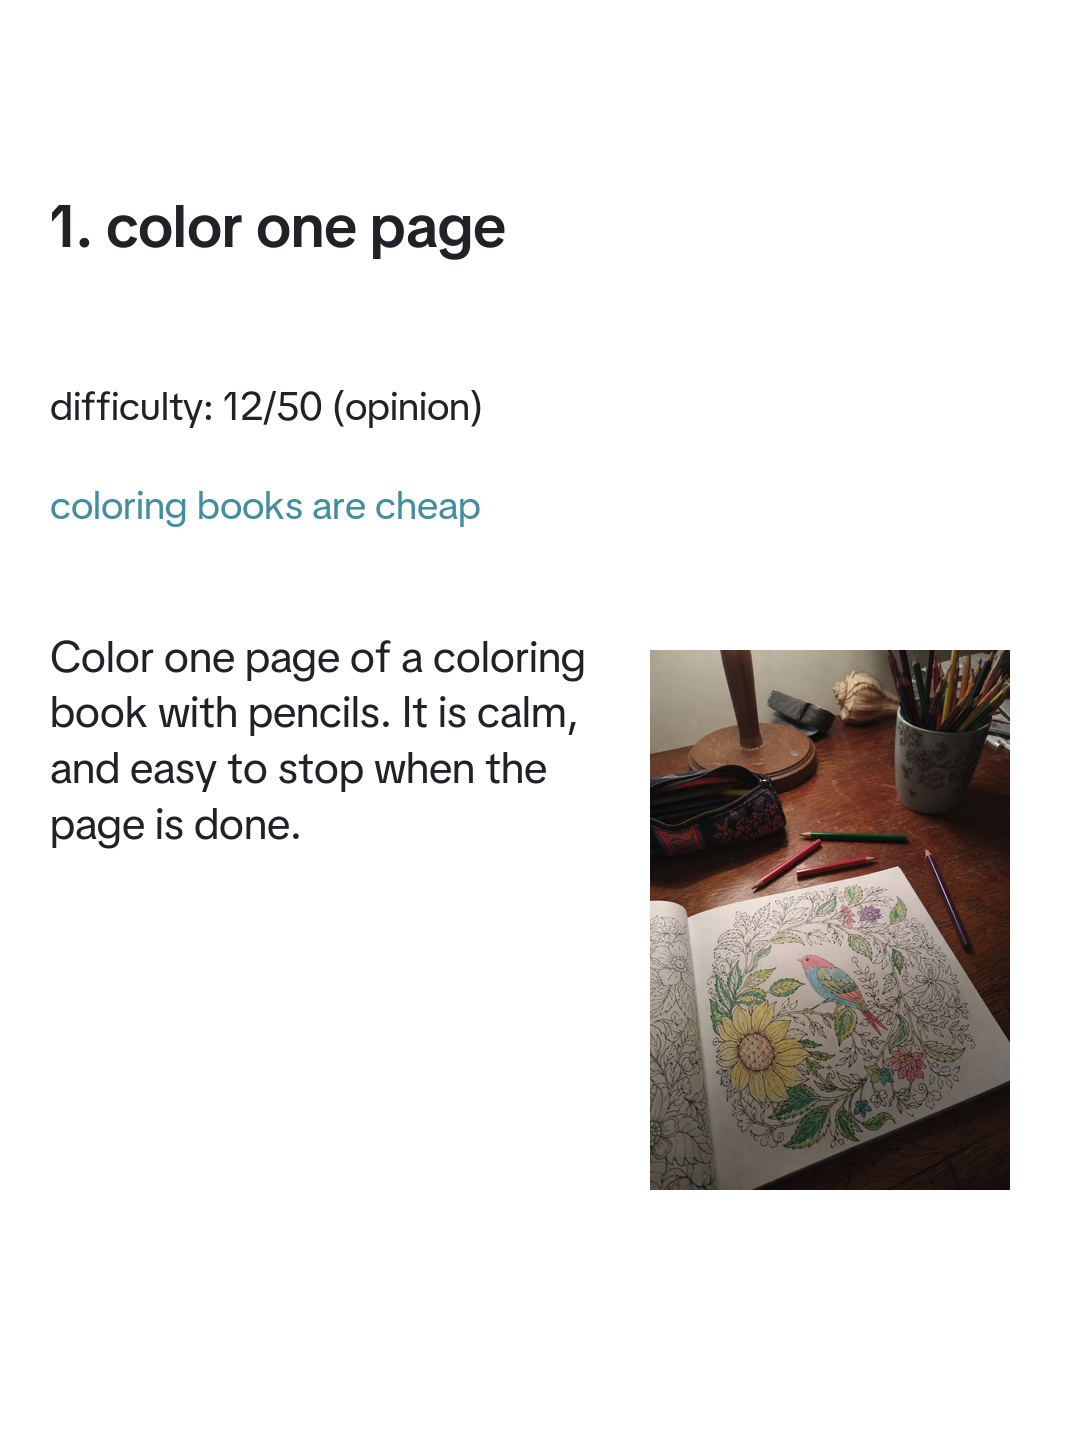 1. color one page
difficulty: 12/50 (opinion)
coloring books are cheap
Color one page of a coloring
book with pencils. It is calm,
and easy to stop when the
page is done.